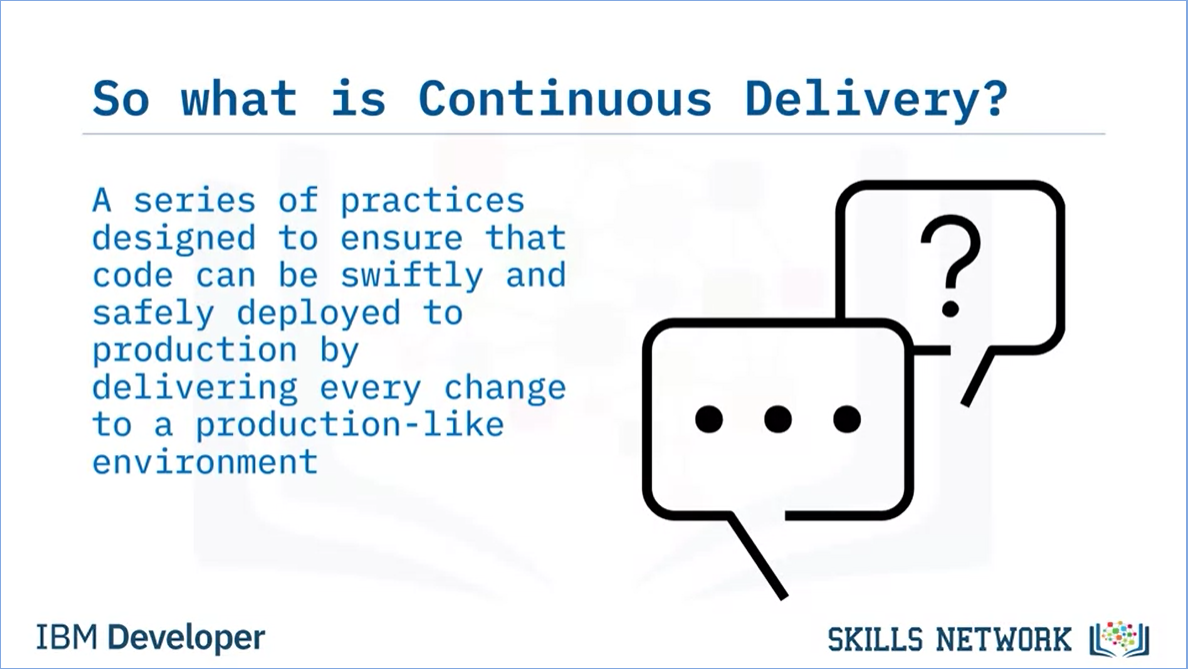 So what is Continuous Delivery?
A series of practices
designed to ensure that
code can be swiftly and
safely deployed to
production by
delivering every change
to a production-like
environment
?
IBM Developer
SKILLS NETWORK